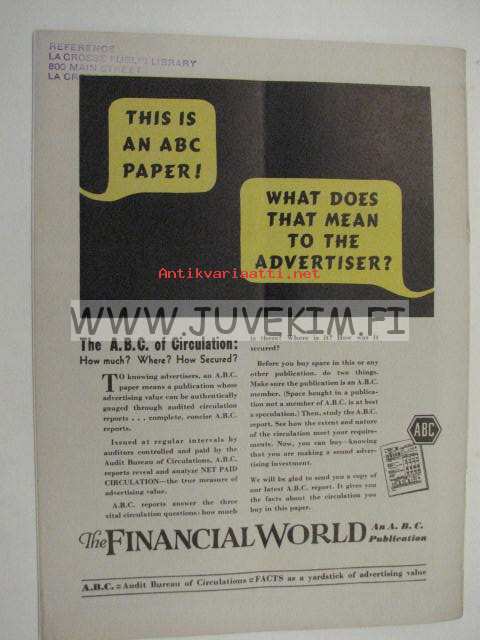 REFERENCE
LA CROSSE PUBLIC LIBRARY
800 MAIN STREET
LA CR
THIS IS
AN ABC
PAPER!
WHAT DOES
THAT MEAN
TO THE
ADVERTISER?
Antikvariaatti.net
WWW.JUVEKIM.FI
The A.B.C. of Circulation:
How much? Where? How Secured?
TO knowing advertisers, an A.B.C.
paper means a publication whose
advertising value can be authentically
guaged through audited circulation
reports . . . complete, concise A.B.C.
reports.
Issued at regular intervals by
auditors controlled and paid by the
Audit Bureau of Circulations, A.B.C.
reports reveal and analyze NET PAID
CIRCULATION—the true measure of
advertising value.
A.B.C. reports answer the three
vital circulation questions: how much
is there? Where is it? How was it
secured?
Before you buy space in this or any
other publication, do two things.
Make sure the publication is an A.B.C.
member. (Space bought in a publica-
tion not a member of A.B.C. is at best
a speculation.) Then, study the A.B.C.
report. See how the extent and nature
of the circulation meet your require-
ments. Now, you can buy—knowing
that you are making a sound adver-
tising investment.
We will be glad to send you a copy of
our latest A.B.C. report. It gives you
the facts about the circulation you
buy in this paper.
ABC
The FINANCIAL WORLD
An A. B. C.
Publication
A.B.C. = Audit Bureau of Circulations = FACTS as a yardstick of advertising value